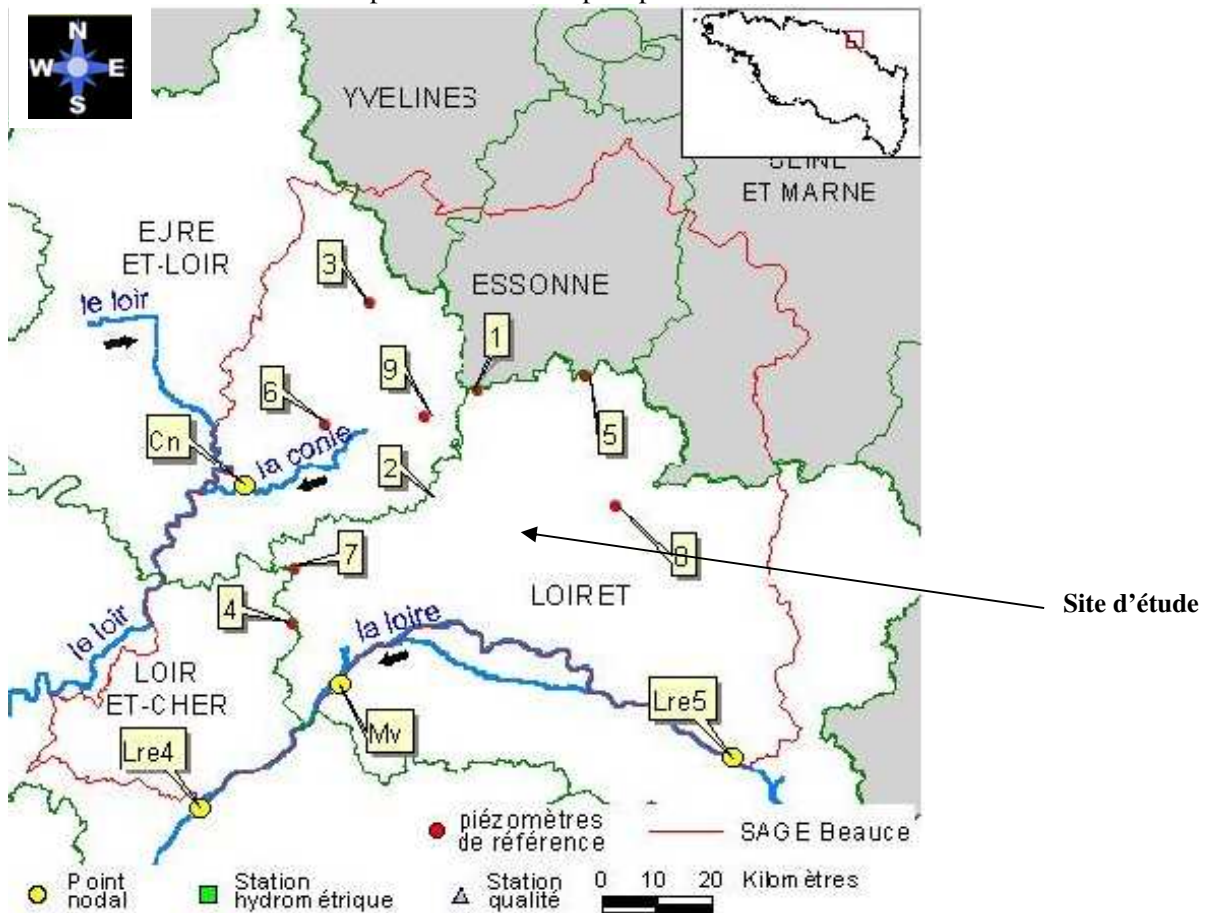 N
W E
S
YVELINES
SEINE
ET MARNE
EJRE
ET-LOIR
3
ESSONNE
le loir
1
9
6
5
Cn
la conie
2
7
8
LOIRET
Site d'étude
4
la loire
le loir
LOIR
ET-CHER
Lre5
Mv
Lre4
piézomètres
de référence
SAGE Beauce
Point
nodal
Station
hydrométrique
Station
qualité
0 10 20 Kilomètres